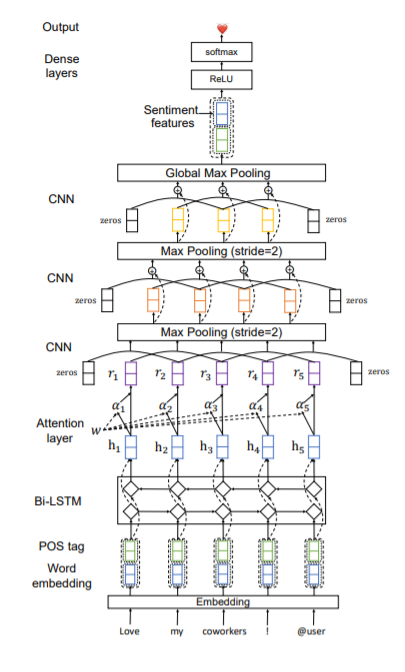 Output
softmax
Dense
layers
ReLU
Sentiment
features
Global Max Pooling
CNN
zeros
zeros
Max Pooling (stride=2)
CNN
zeros
zeros
Max Pooling (stride=2)
CNN
zeros r₁ r₂ r₃ r₄ r₅ zeros
α₁ α₂ α₃ α₄ α₅
Attention
layer
w
h₁ h₂ h₃ h₄ h₅
Bi-LSTM
POS tag
Word
embedding
Embedding
Love my coworkers ! @user